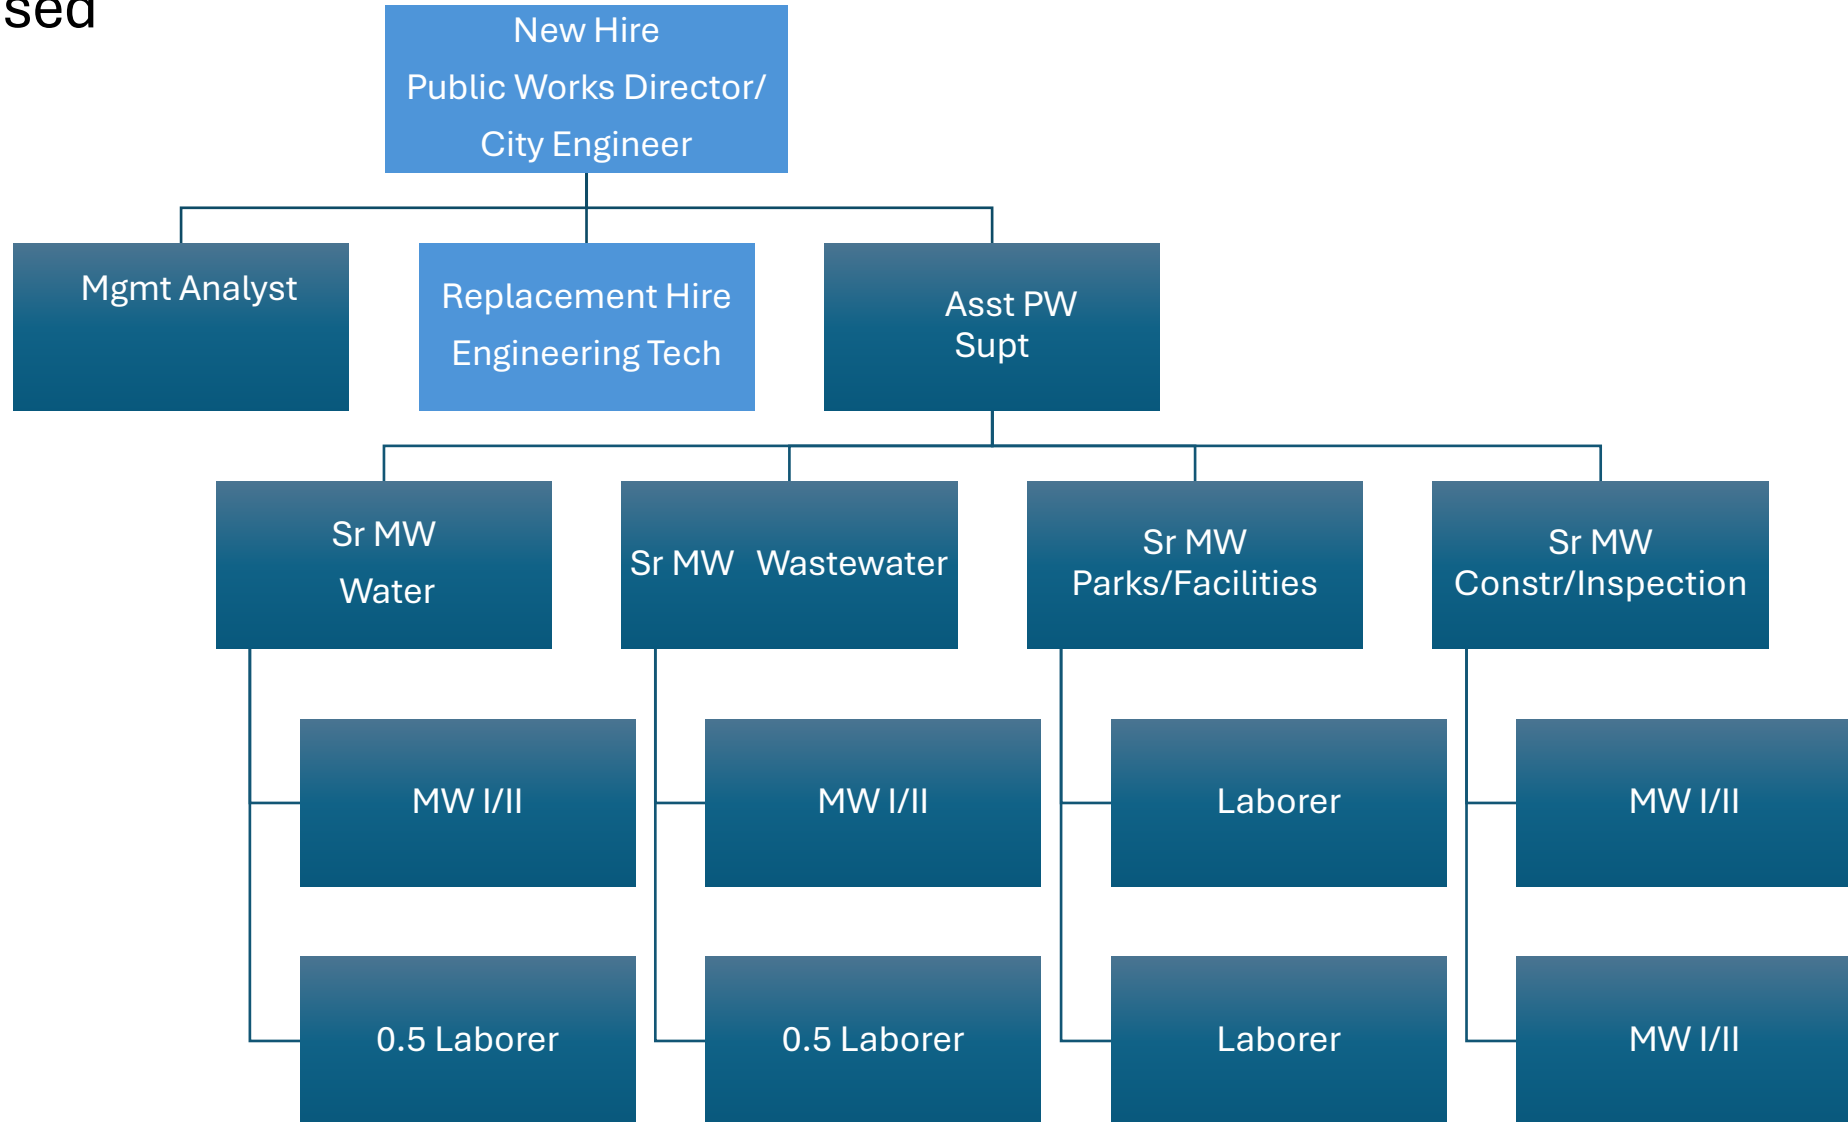 sed
New Hire
Public Works Director/
City Engineer
Mgmt Analyst
Replacement Hire
Engineering Tech
Asst PW
Supt
Sr MW
Water
Sr MW Wastewater
Sr MW
Parks/Facilities
Sr MW
Constr/Inspection
MW I/II
MW I/II
Laborer
MW I/II
0.5 Laborer
0.5 Laborer
Laborer
MW I/II